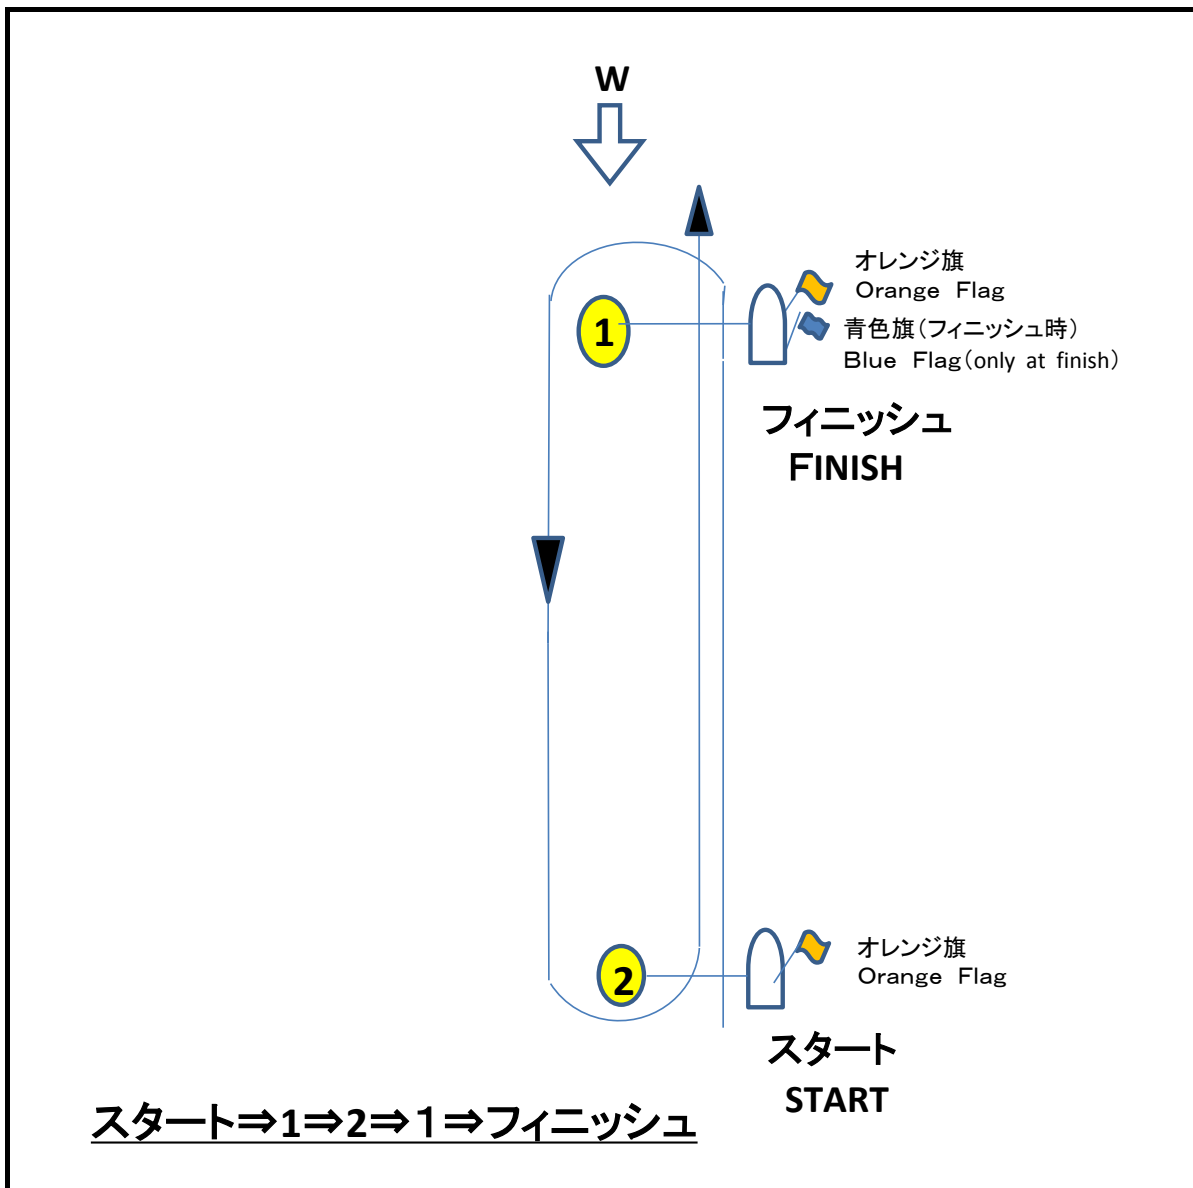 W
オレンジ旗
Orange Flag
1
青色旗(フィニッシュ時)
Blue Flag(only at finish)
フィニッシュ
FINISH
2
オレンジ旗
Orange Flag
スタート
START
スタート⇒1⇒2⇒１⇒フィニッシュ